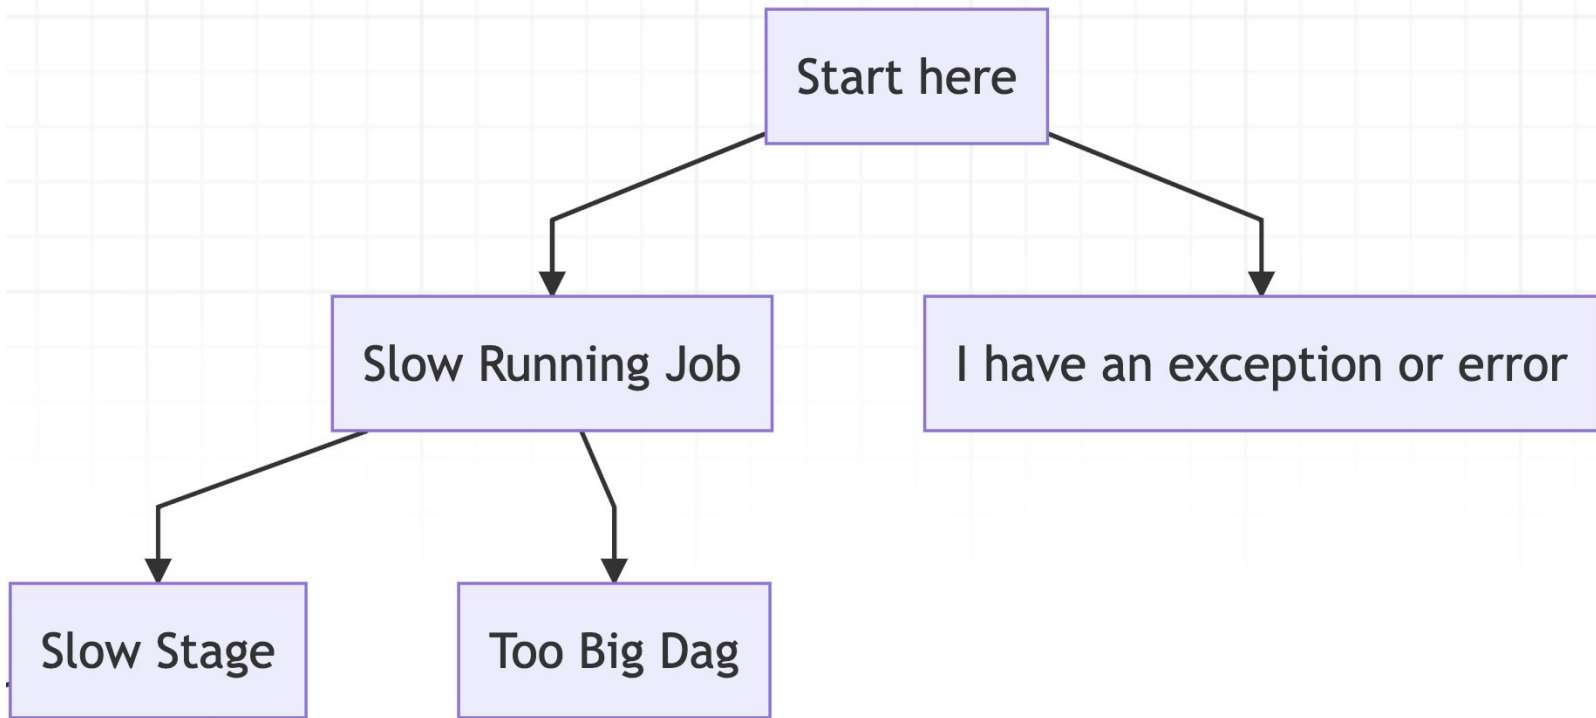 Start here
Slow Running Job
I have an exception or error
Slow Stage
Too Big Dag